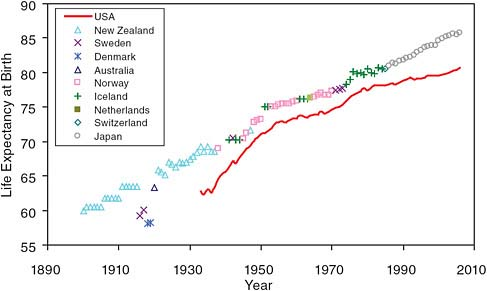 USA
New Zealand
Sweden
Denmark
Australia
Norway
Iceland
Netherlands
Switzerland
Japan
Life Expectancy at Birth
90
85
80
75
70
65
60
55
1890
1910
1930
1950
1970
1990
2010
Year